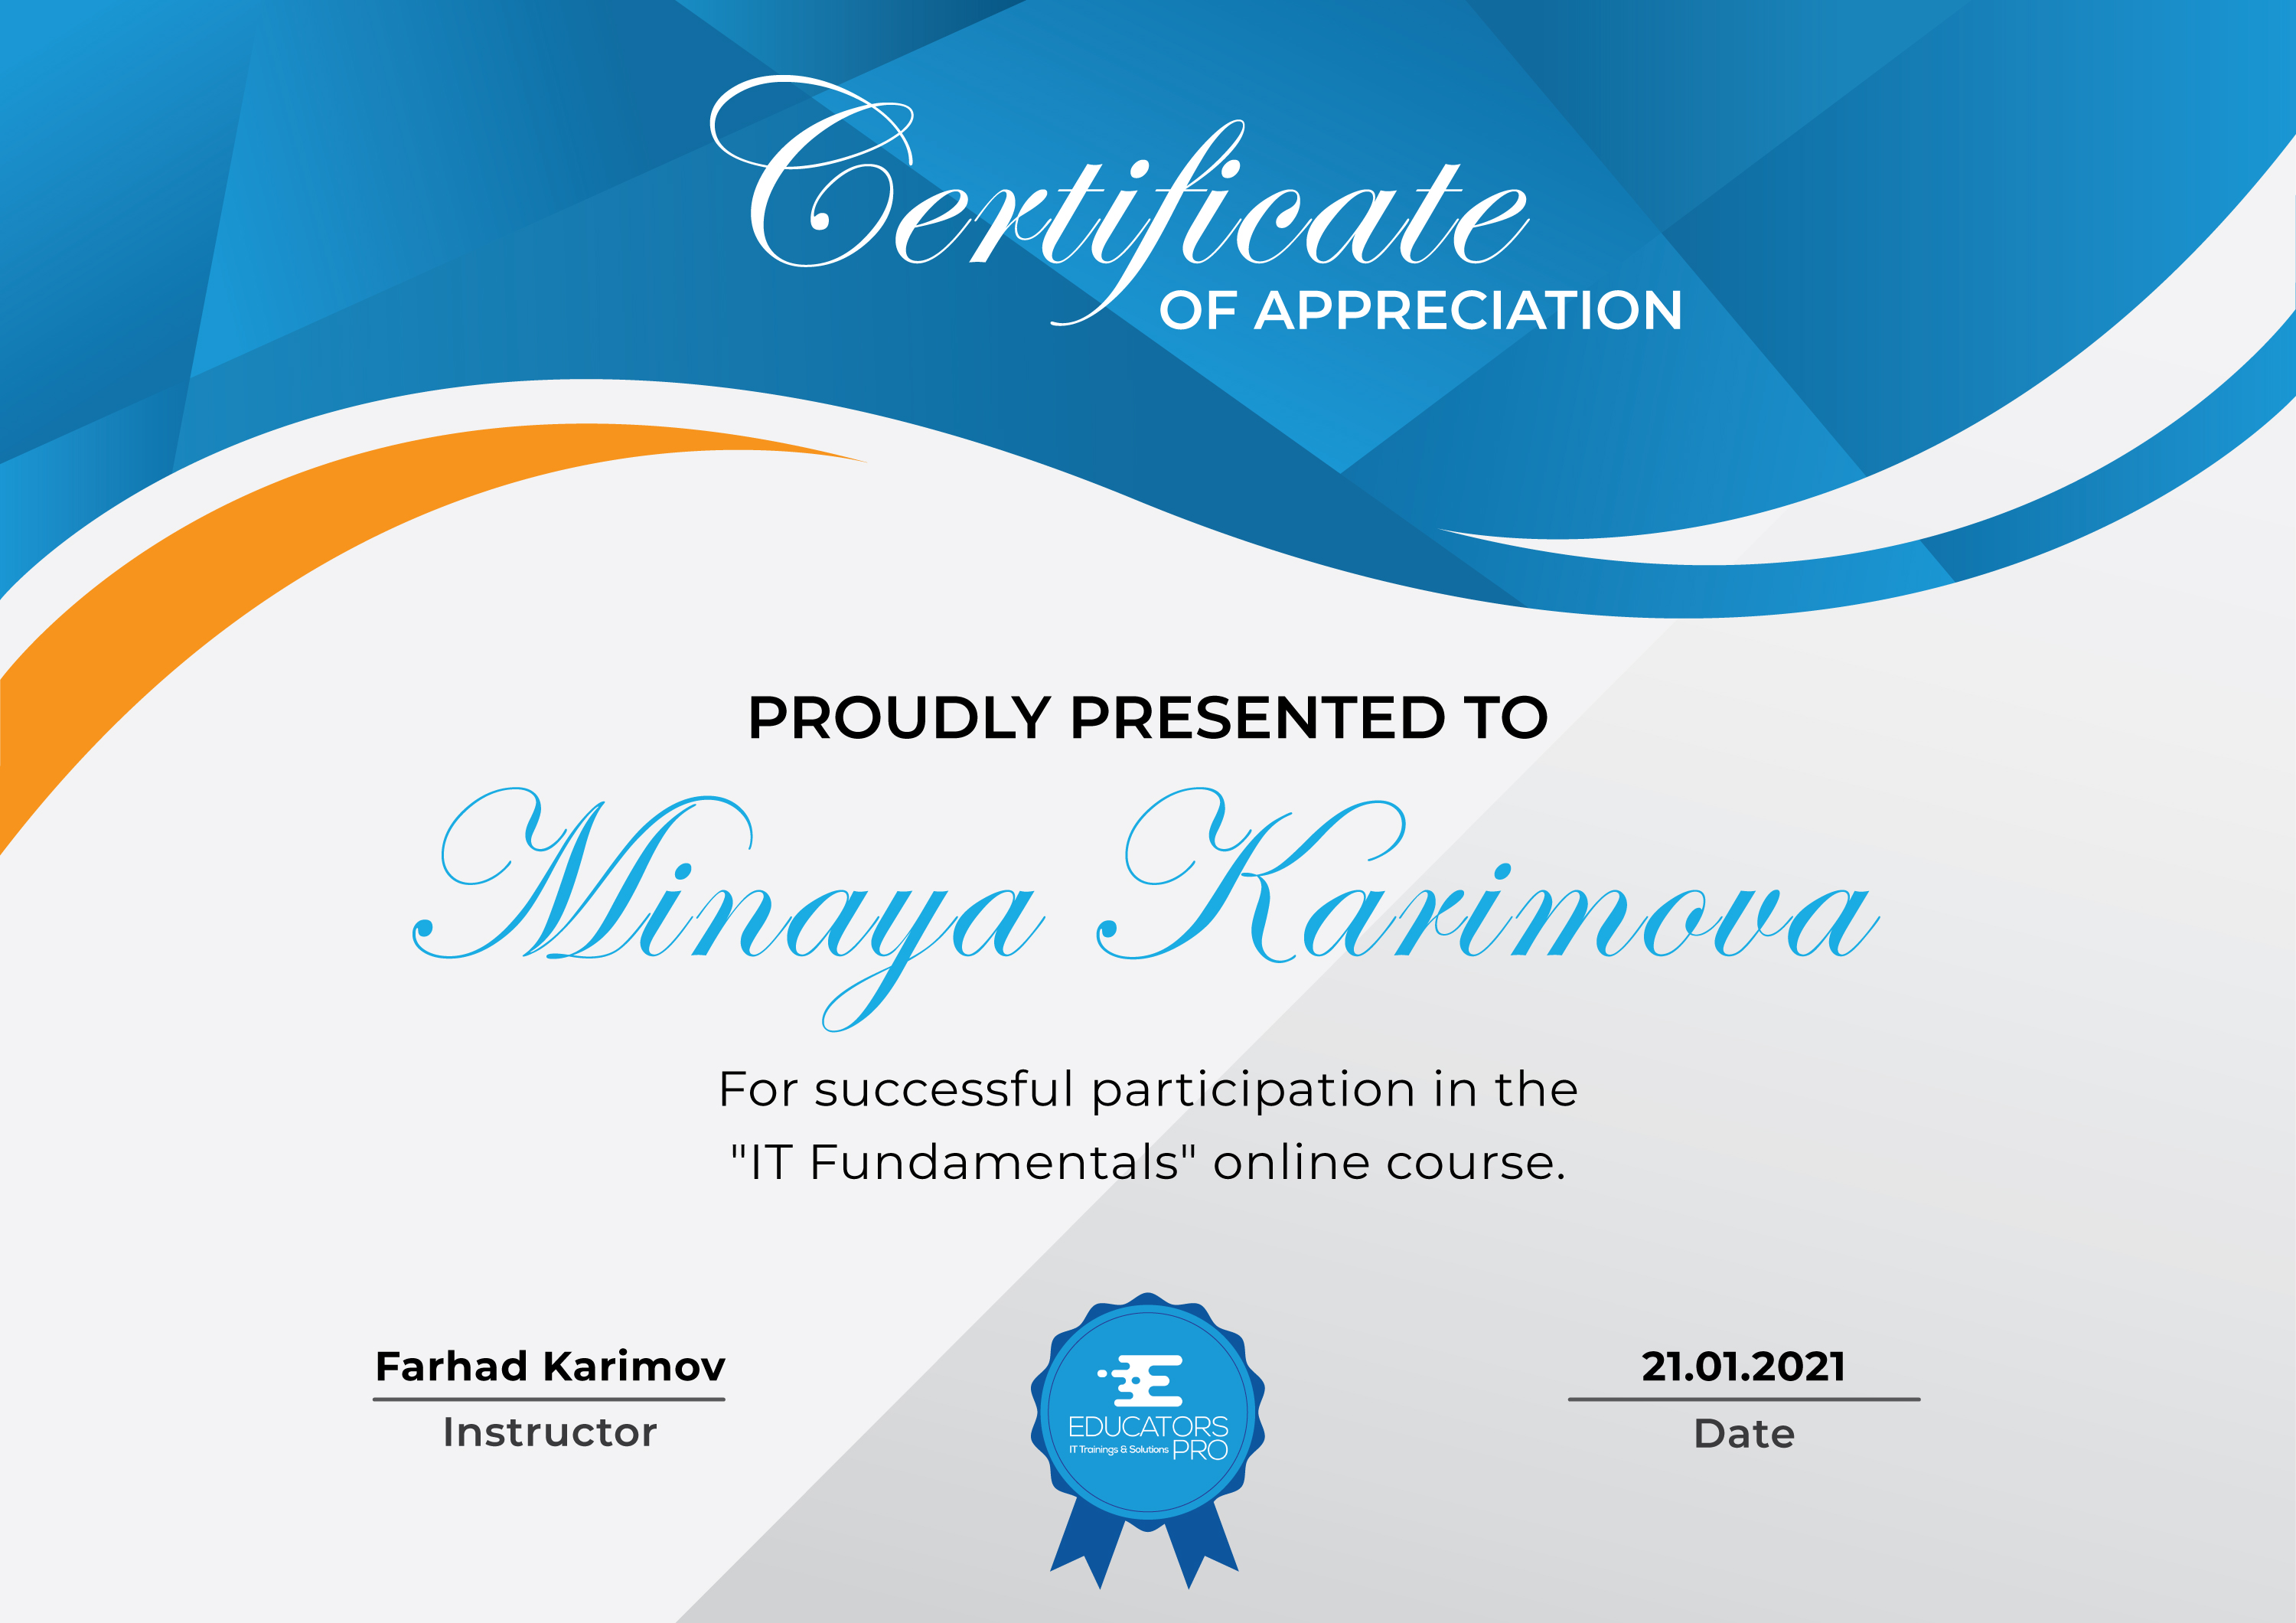 Certificate
OF APPRECIATION
PROUDLY PRESENTED TO
Minaya Karimova
For successful participation in the
"IT Fundamentals" online course.
Farhad Karimov
Instructor
EDUCATORS
IT Trainings & Solutions PRO
21.01.2021
Date